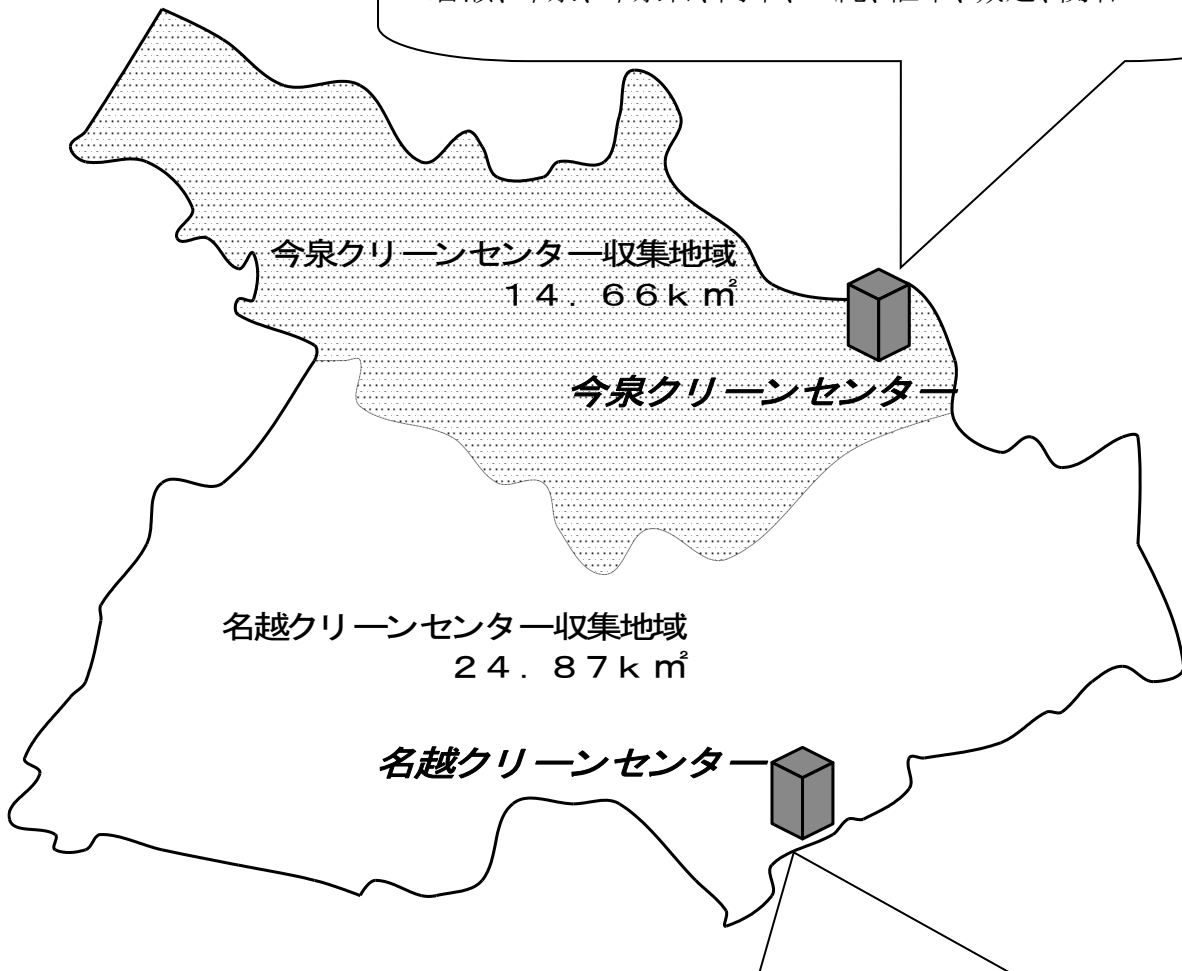 今泉クリーンセンター収集地域
14.66k㎡
今泉クリーンセンター
名越クリーンセンター収集地域
24.87k㎡
名越クリーンセンター